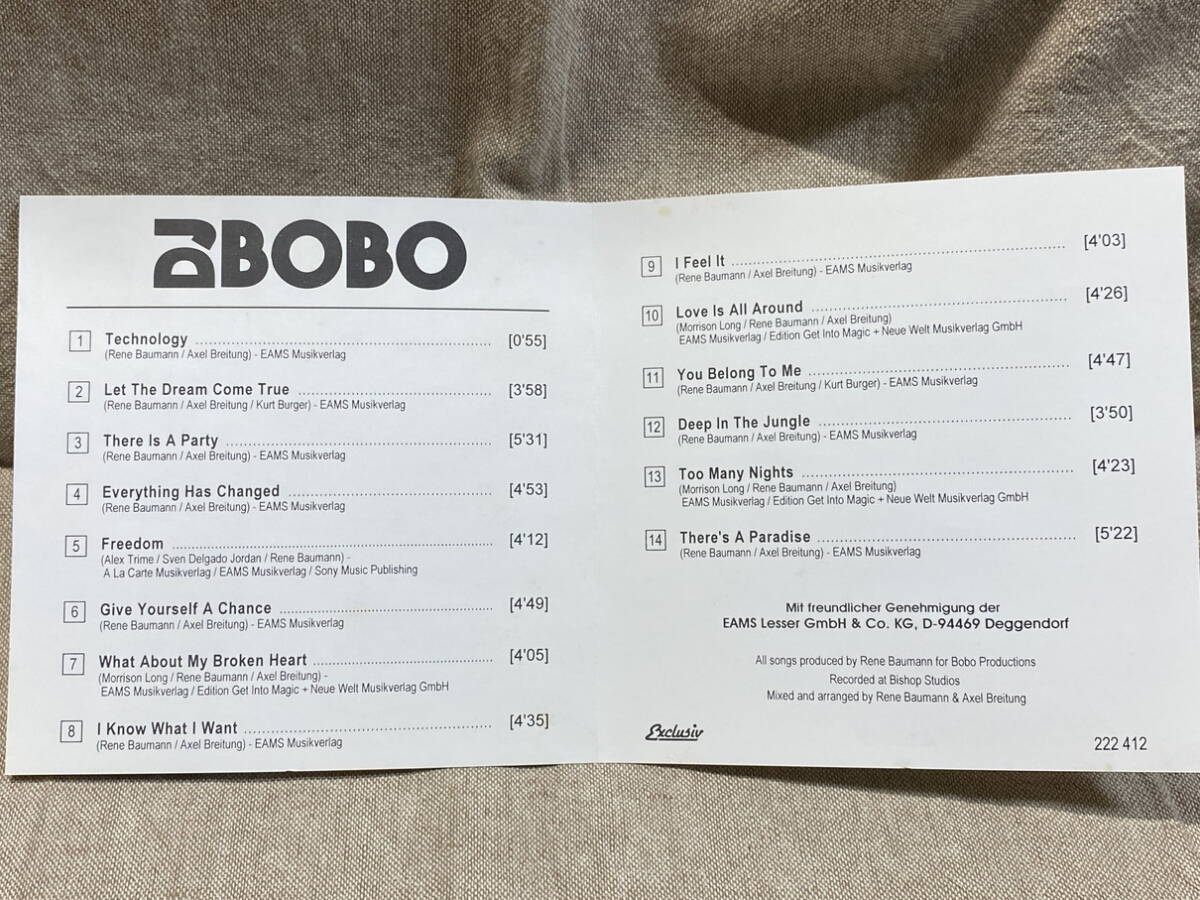 DJ BOBO
1 Technology ........ [0'55]
(Rene Baumann / Axel Breitung) - EAMS Musikverlag
2 Let The Dream Come True ........ [3'58]
(Rene Baumann / Axel Breitung / Kurt Burger) - EAMS Musikverlag
3 There Is A Party ........ [5'31]
(Rene Baumann / Axel Breitung) - EAMS Musikverlag
4 Everything Has Changed ........ [4'53]
(Rene Baumann / Axel Breitung) - EAMS Musikverlag
5 Freedom ........ [4'12]
(Alex Trime / Sven Delgado Jordan / Rene Baumann) -
A La Carte Musikverlag / EAMS Musikverlag / Sony Music Publishing
6 Give Yourself A Chance ........ [4'49]
(Rene Baumann / Axel Breitung) - EAMS Musikverlag
7 What About My Broken Heart ........ [4'05]
(Morrison Long / Rene Baumann / Axel Breitung) -
EAMS Musikverlag / Edition Get Into Magic + Neue Welt Musikverlag GmbH
8 I Know What I Want ........ [4'35]
(Rene Baumann / Axel Breitung) - EAMS Musikverlag
9 I Feel It ........ [4'03]
(Rene Baumann / Axel Breitung) - EAMS Musikverlag
10 Love Is All Around ........ [4'26]
(Morrison Long / Rene Baumann / Axel Breitung)
EAMS Musikverlag / Edition Get Into Magic + Neue Welt Musikverlag GmbH
11 You Belong To Me ........ [4'47]
(Rene Baumann / Axel Breitung / Kurt Burger) - EAMS Musikverlag
12 Deep In The Jungle ........ [3'50]
(Rene Baumann / Axel Breitung) - EAMS Musikverlag
13 Too Many Nights ........ [4'23]
(Morrison Long / Rene Baumann / Axel Breitung)
EAMS Musikverlag / Edition Get Into Magic + Neue Welt Musikverlag GmbH
14 There's A Paradise ........ [5'22]
(Rene Baumann / Axel Breitung) - EAMS Musikverlag
Mit freundlicher Genehmigung der
EAMS Lesser GmbH & Co. KG, D-94469 Deggendorf
All songs produced by Rene Baumann for Bobo Productions
Recorded at Bishop Studios
Mixed and arranged by Rene Baumann & Axel Breitung
Exclusiv
222 412